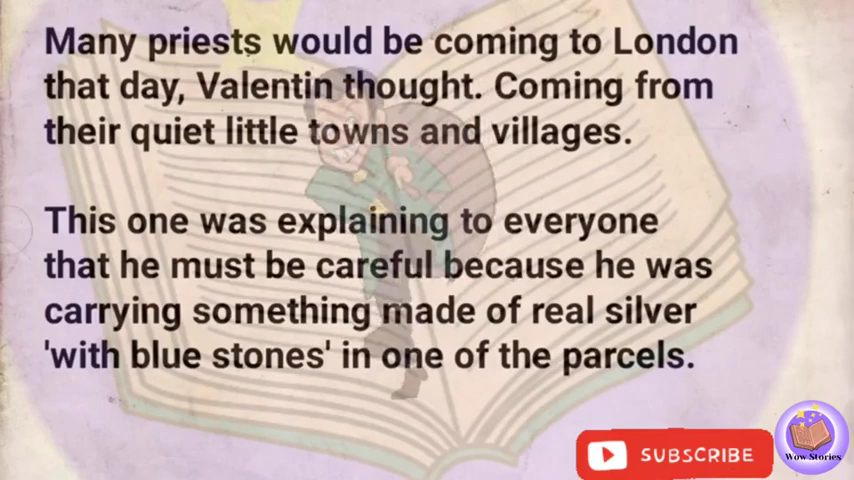 Many priests would be coming to London
that day, Valentin thought. Coming from
their quiet little towns and villages.
This one was explaining to everyone
that he must be careful because he was
carrying something made of real silver
'with blue stones' in one of the parcels.
SUBSCRIBE
Wow Stories